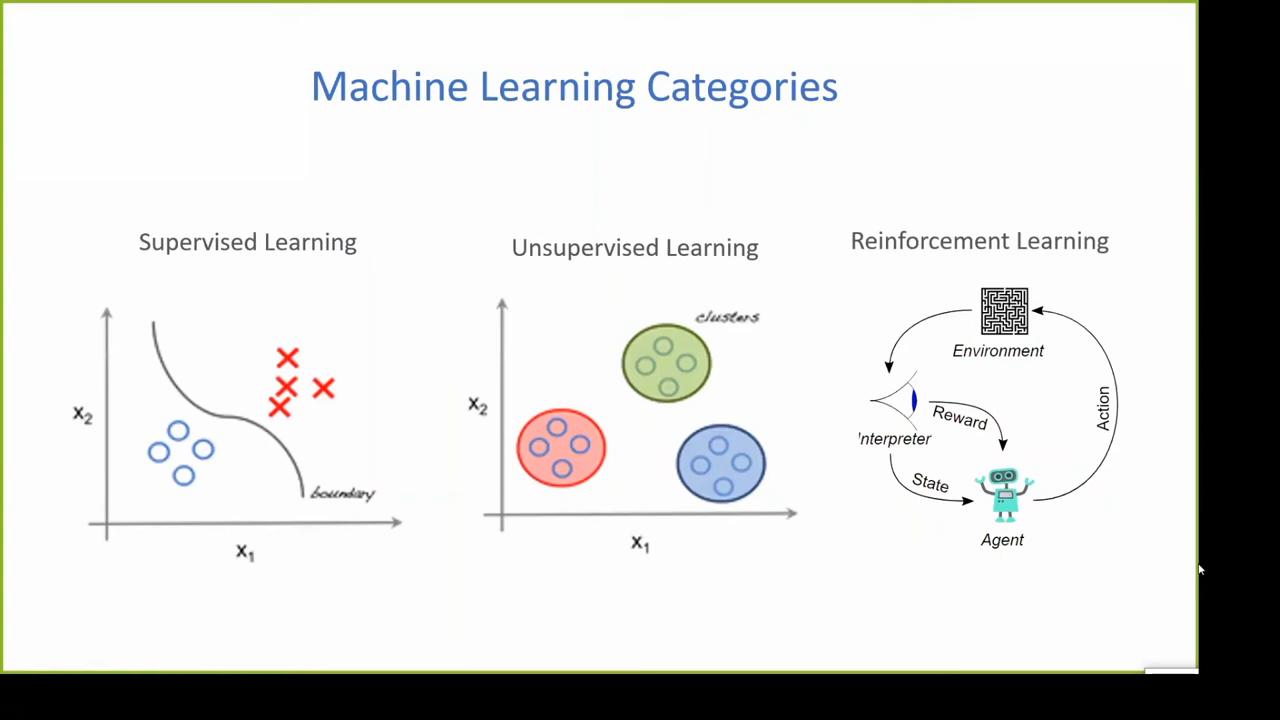 Machine Learning Categories
Supervised Learning
x2
boundary
x1
Unsupervised Learning
clusters
x2
x1
Reinforcement Learning
Environment
Interpreter
Reward
State
Action
Agent